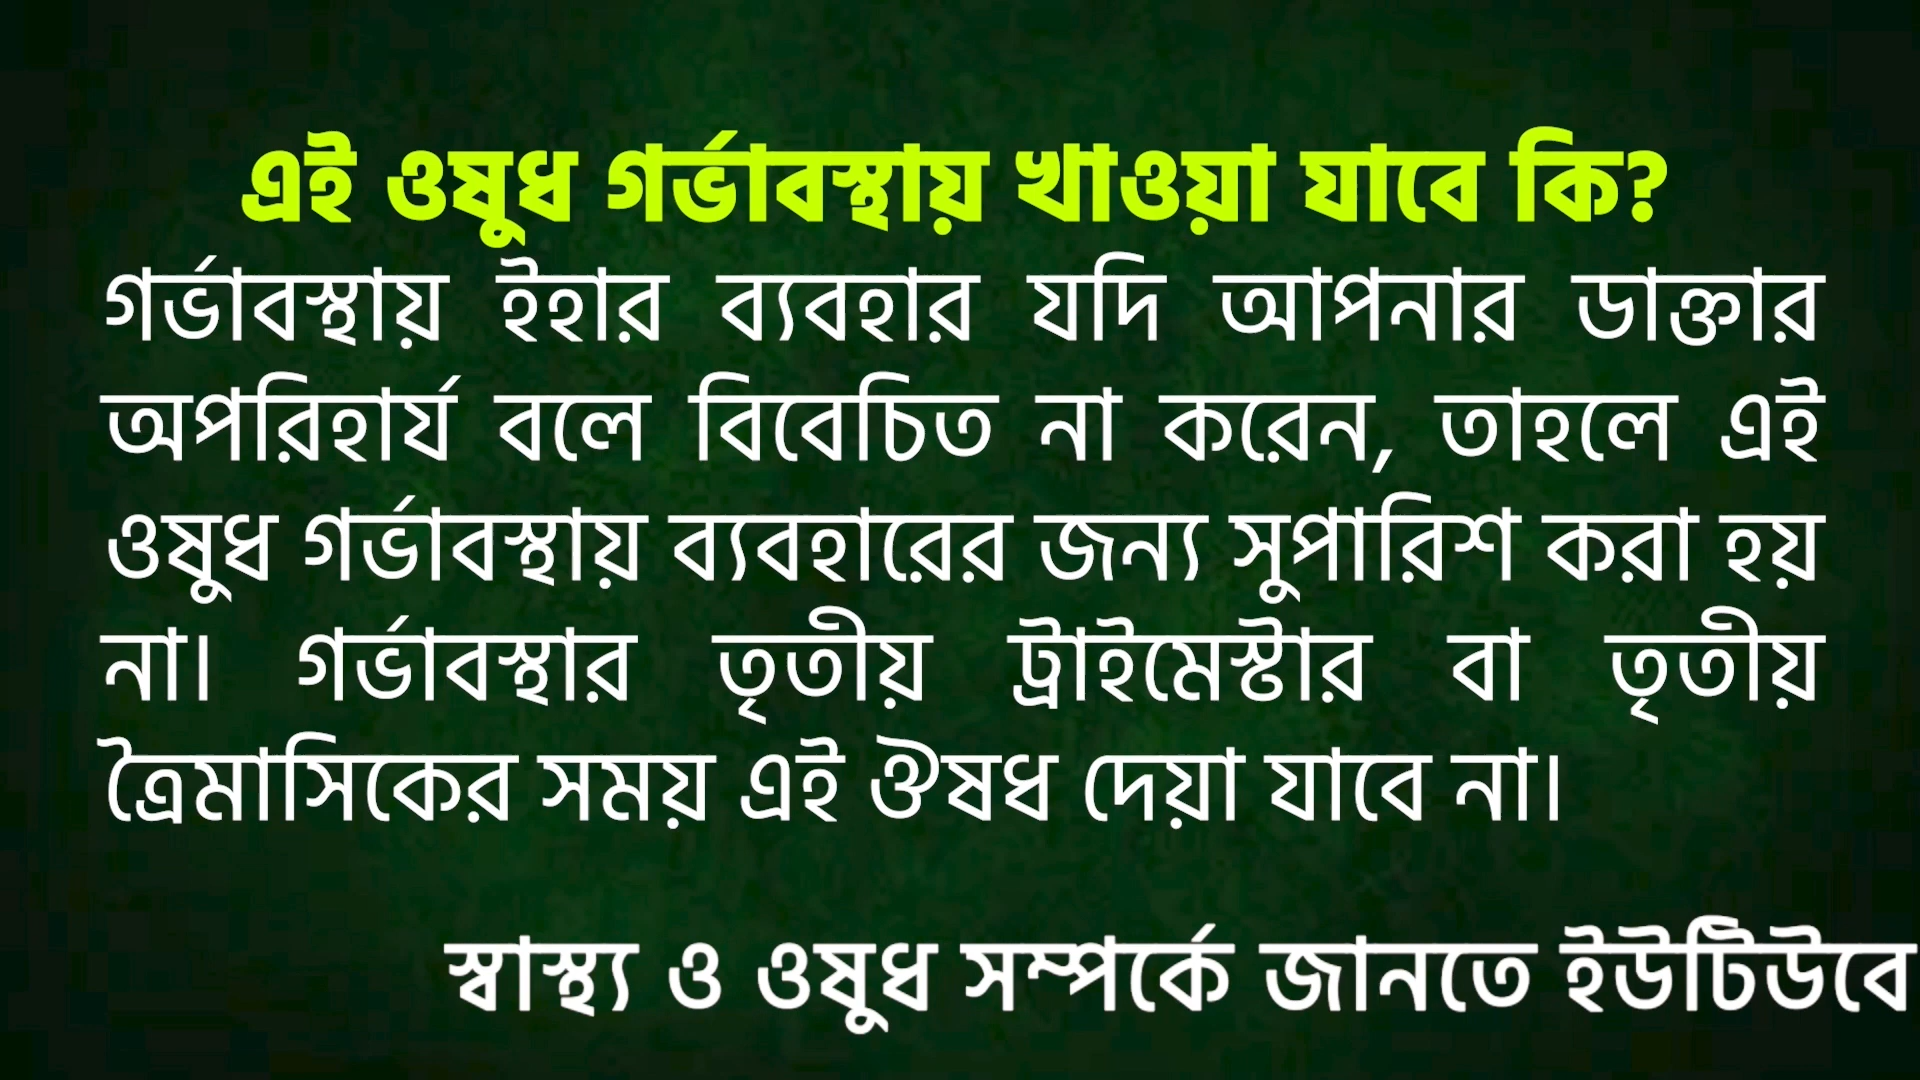 এই ওষুধ গর্ভাবস্থায় খাওয়া যাবে কি?
গর্ভাবস্থায় ইহার ব্যবহার যদি আপনার ডাক্তার
অপরিহার্য বলে বিবেচিত না করেন, তাহলে এই
ওষুধ গর্ভাবস্থায় ব্যবহারের জন্য সুপারিশ করা হয়
না। গর্ভাবস্থার তৃতীয় ট্রাইমেস্টার বা তৃতীয়
ত্রৈমাসিকের সময় এই ঔষধ দেয়া যাবে না।
স্বাস্থ্য ও ওষুধ সম্পর্কে জানতে ইউটিউবে